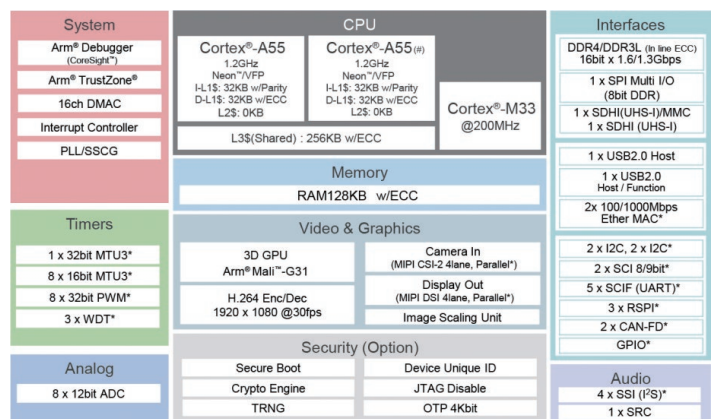 System
Arm® Debugger
(CoreSight™)
Arm® TrustZone®
16ch DMAC
Interrupt Controller
PLL/SSCG
Timers
1 x 32bit MTU3*
8 x 16bit MTU3*
8 x 32bit PWM*
3 x WDT*
Analog
8 x 12bit ADC
CPU
Cortex®-A55
1.2GHz
Neon™/VFP
I-L1$: 32KB w/Parity
D-L1$: 32KB w/ECC
L2$: 0KB
Cortex®-A55(#)
1.2GHz
Neon™/VFP
I-L1$: 32KB w/Parity
D-L1$: 32KB w/ECC
L2$: 0KB
L3$(Shared) : 256KB w/ECC
Cortex®-M33
@200MHz
Memory
RAM128KB w/ECC
Video & Graphics
3D GPU
Arm® Mali™-G31
H.264 Enc/Dec
1920 x 1080 @30fps
Camera In
(MIPI CSI-2 4lane, Parallel*)
Display Out
(MIPI DSI 4lane, Parallel*)
Image Scaling Unit
Security (Option)
Secure Boot
Crypto Engine
TRNG
Device Unique ID
JTAG Disable
OTP 4Kbit
Interfaces
DDR4/DDR3L (In line ECC)
16bit x 1.6/1.3Gbps
1 x SPI Multi I/O
(8bit DDR)
1 x SDHI(UHS-I)/MMC
1 x SDHI (UHS-I)
1 x USB2.0 Host
1 x USB2.0
Host / Function
2x 100/1000Mbps
Ether MAC*
2 x I2C, 2 x I2C*
2 x SCI 8/9bit*
5 x SCIF (UART)*
3 x RSPI*
2 x CAN-FD*
GPIO*
Audio
4 x SSI (I²S)*
1 x SRC